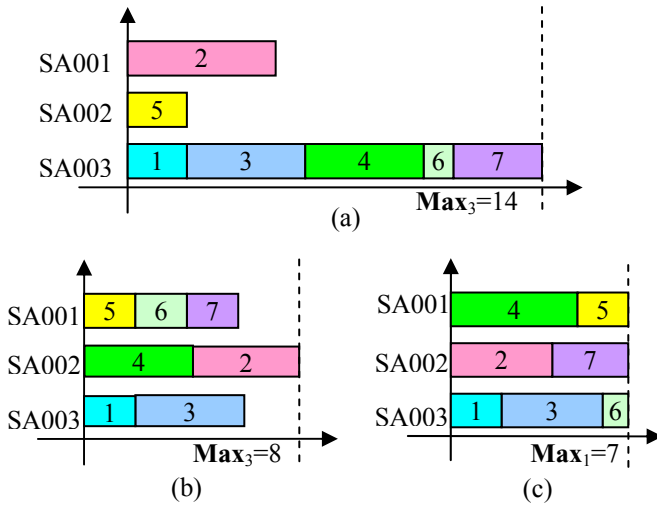 SA001 2
SA002 5
SA003 1 3 4 6 7
Max₃=14
(a)
SA001 5 6 7
SA002 4 2
SA003 1 3
Max₃=8
(b)
SA001 4 5
SA002 2 7
SA003 1 3 6
Max₁=7
(c)